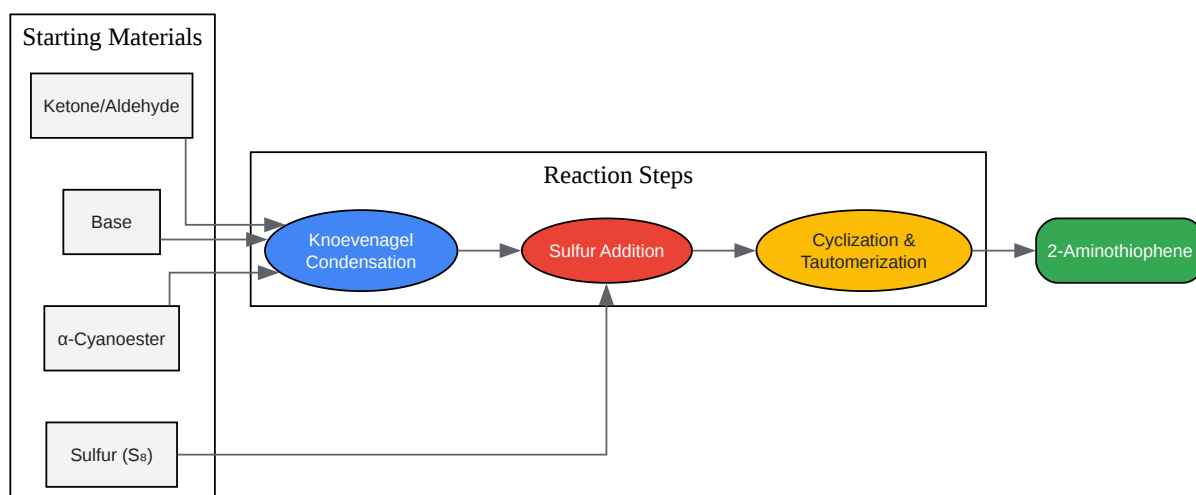 Starting Materials
Ketone/Aldehyde
Base
α-Cyanoester
Sulfur (S₈)
Reaction Steps
Knoevenagel
Condensation
Sulfur Addition
Cyclization &
Tautomerization
2-Aminothiophene